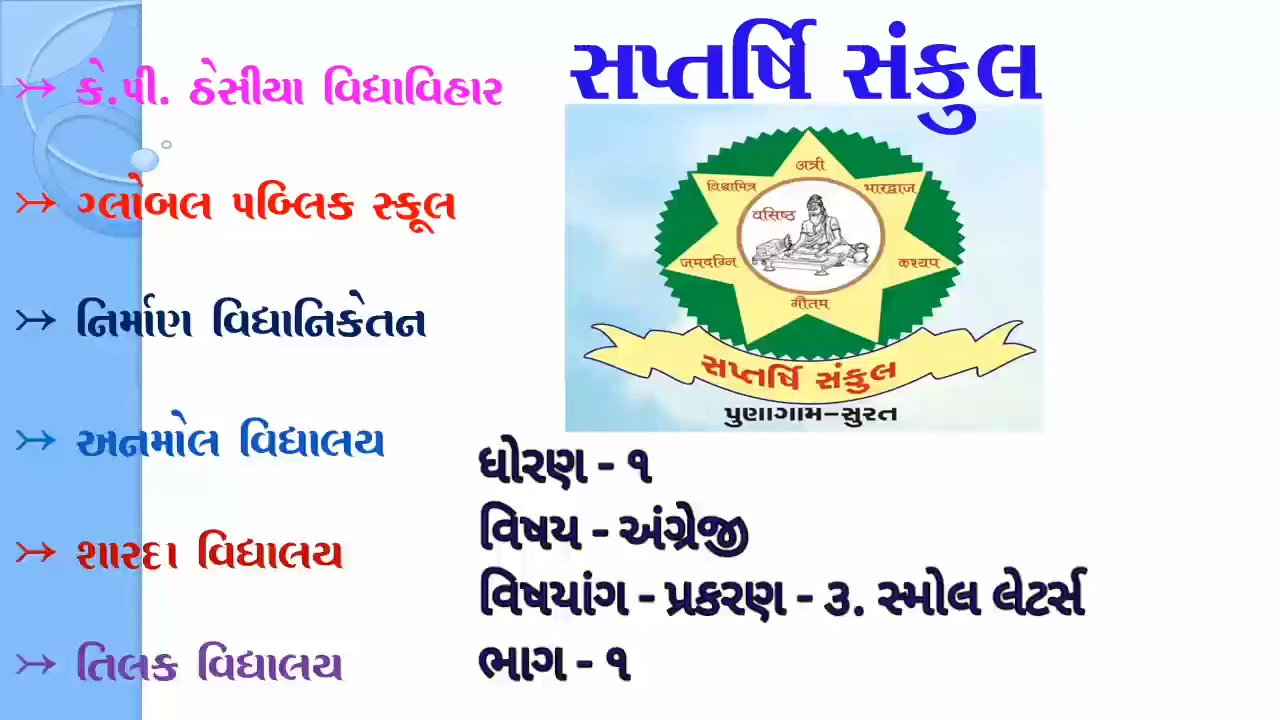 સપ્તર્ષિ સંકુલ
↣ કે.પી. ઠેસીયા વિદ્યાવિહાર
↣ ગ્લોબલ પબ્લિક સ્કૂલ
↣ નિર્માણ વિદ્યાનિકેતન
↣ અનમોલ વિદ્યાલય
↣ શારદા વિદ્યાલય
↣ તિલક વિદ્યાલય
अत्री
विश्वामित्र
भारद्वाज
વસિષ્ઠ
जमदग्नि
कश्यप
गौतम
સપ્તર્ષિ સંકુલ
પુણાગામ-સુરત
ધોરણ - ૧
વિષય - અંગ્રેજી
વિષયાંગ - પ્રકરણ - ૩. સ્મોલ લેટર્સ
ભાગ - ૧